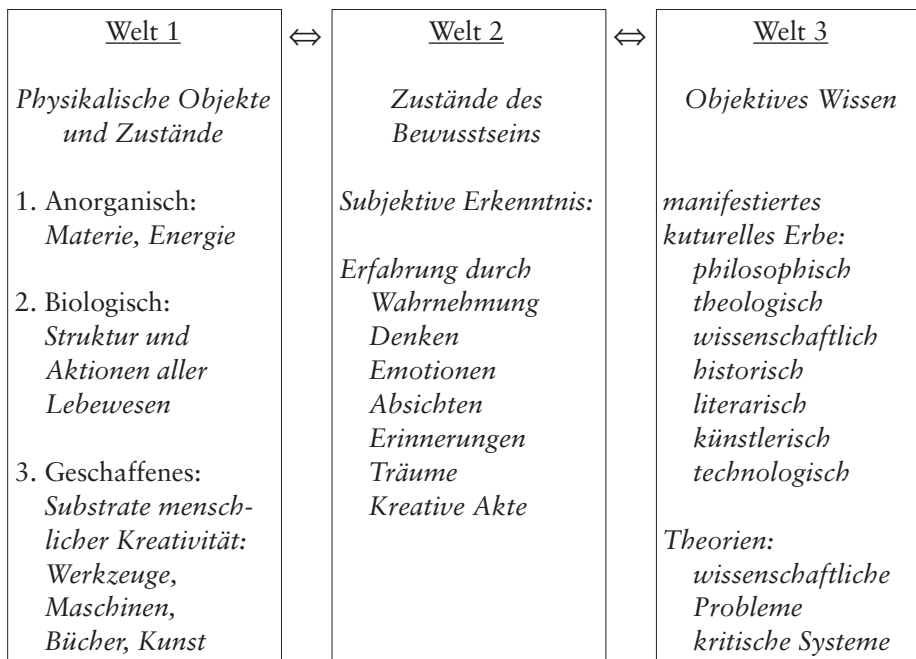 Welt 1
Physikalische Objekte
und Zustände
1. Anorganisch:
Materie, Energie
2. Biologisch:
Struktur und
Aktionen aller
Lebewesen
3. Geschaffenes:
Substrate mensch-
licher Kreativität:
Werkzeuge,
Maschinen,
Bücher, Kunst
⇔
Welt 2
Zustände des
Bewusstseins
Subjektive Erkenntnis:
Erfahrung durch
Wahrnehmung
Denken
Emotionen
Absichten
Erinnerungen
Träume
Kreative Akte
⇔
Welt 3
Objektives Wissen
manifestiertes
kuturelles Erbe:
philosophisch
theologisch
wissenschaftlich
historisch
literarisch
künstlerisch
technologisch
Theorien:
wissenschaftliche
Probleme
kritische Systeme